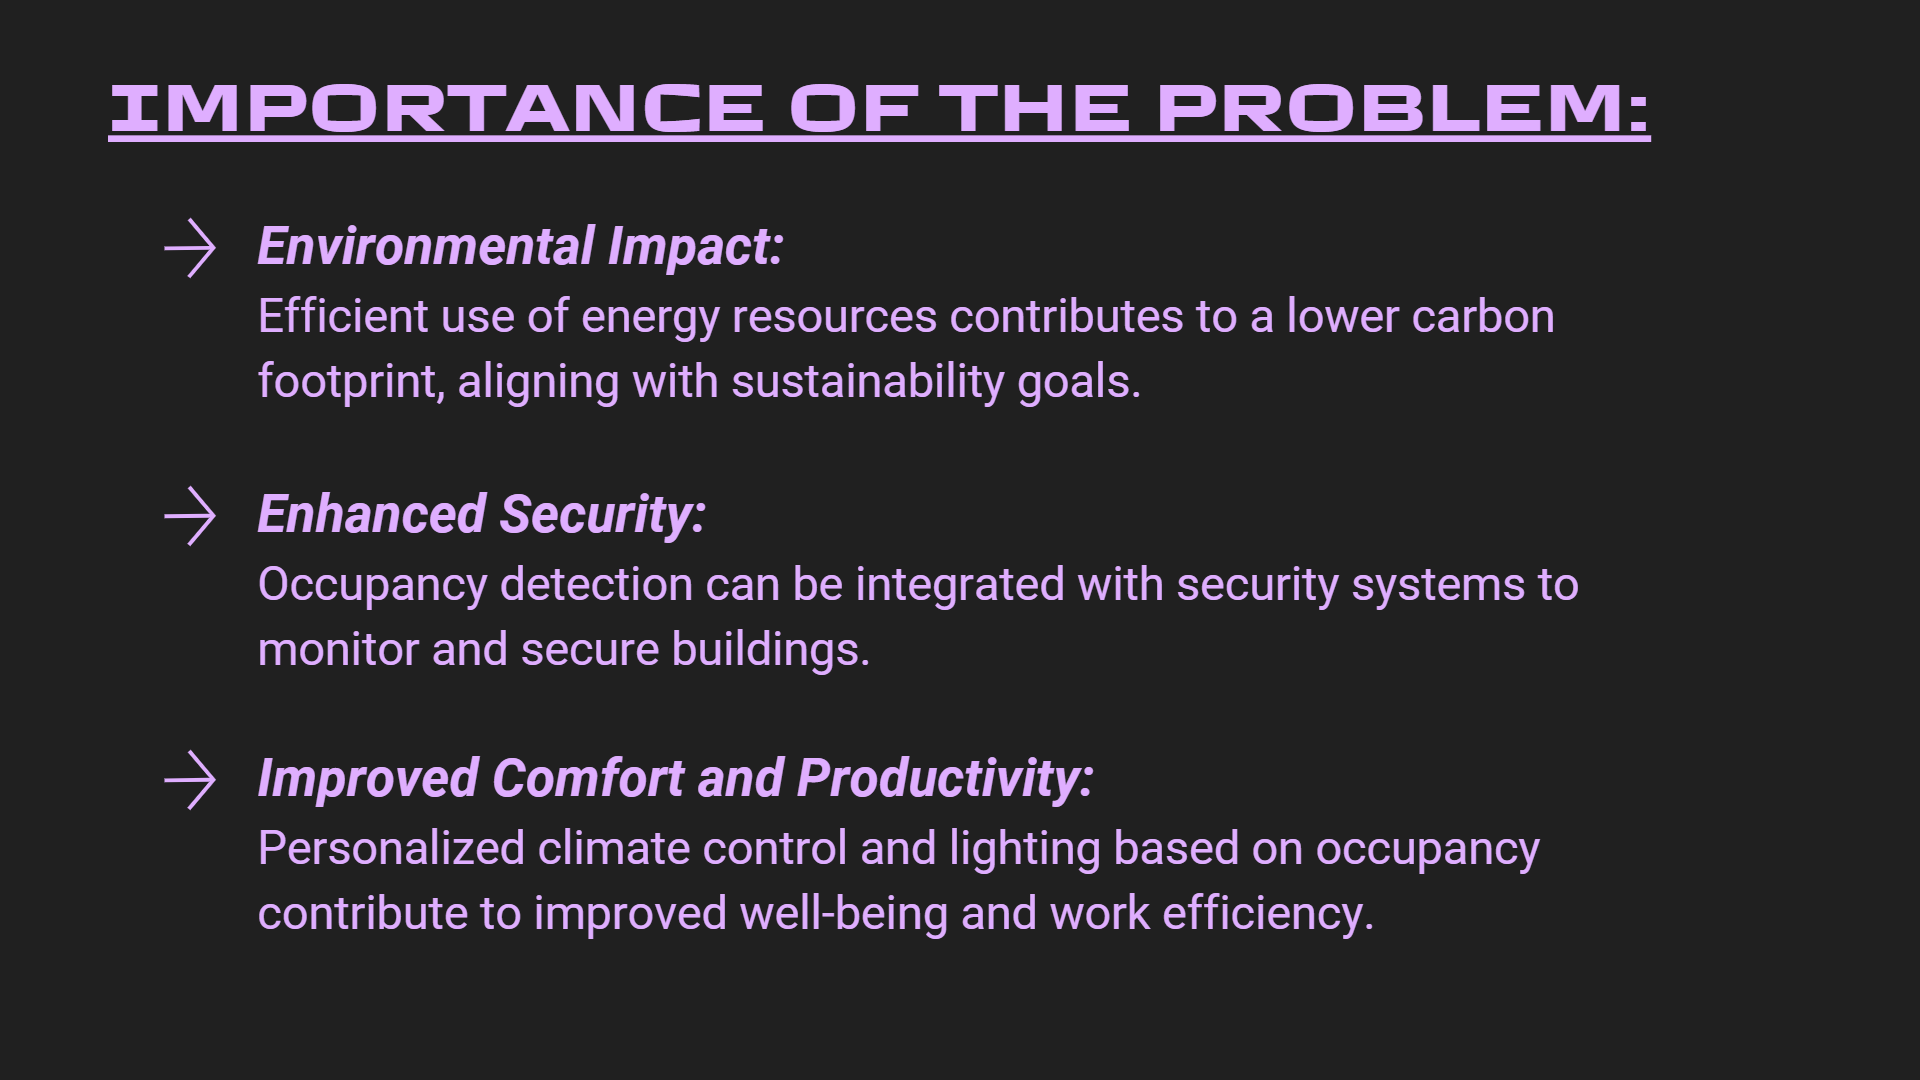 IMPORTANCE OF THE PROBLEM:
Environmental Impact:
Efficient use of energy resources contributes to a lower carbon
footprint, aligning with sustainability goals.
Enhanced Security:
Occupancy detection can be integrated with security systems to
monitor and secure buildings.
Improved Comfort and Productivity:
Personalized climate control and lighting based on occupancy
contribute to improved well-being and work efficiency.